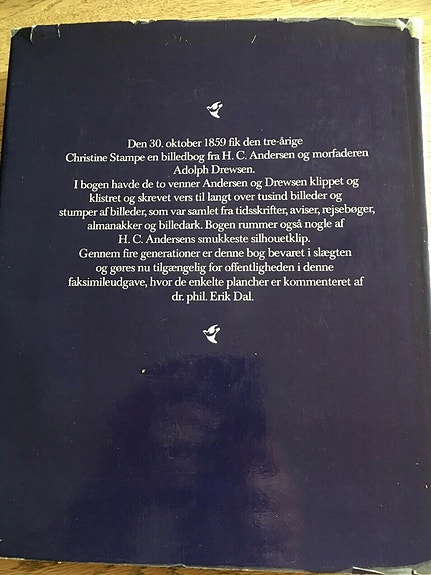 Den 30. oktober 1859 fik den tre-årige
Christine Stampe en billedbog fra H. C. Andersen og morfaderen
Adolph Drewsen.
I bogen havde de to venner Andersen og Drewsen klippet og
klistret og skrevet vers til langt over tusind billeder og
stumper af billeder, som var samlet fra tidsskrifter, aviser, rejsebøger,
almanakker og billedark. Bogen rummer også nogle af
H. C. Andersens smukkeste silhouetklip.
Gennem fire generationer er denne bog bevaret i slægten
og gøres nu tilgængelig for offentligheden i denne
faksimileudgave, hvor de enkelte plancher er kommenteret af
dr. phil. Erik Dal.